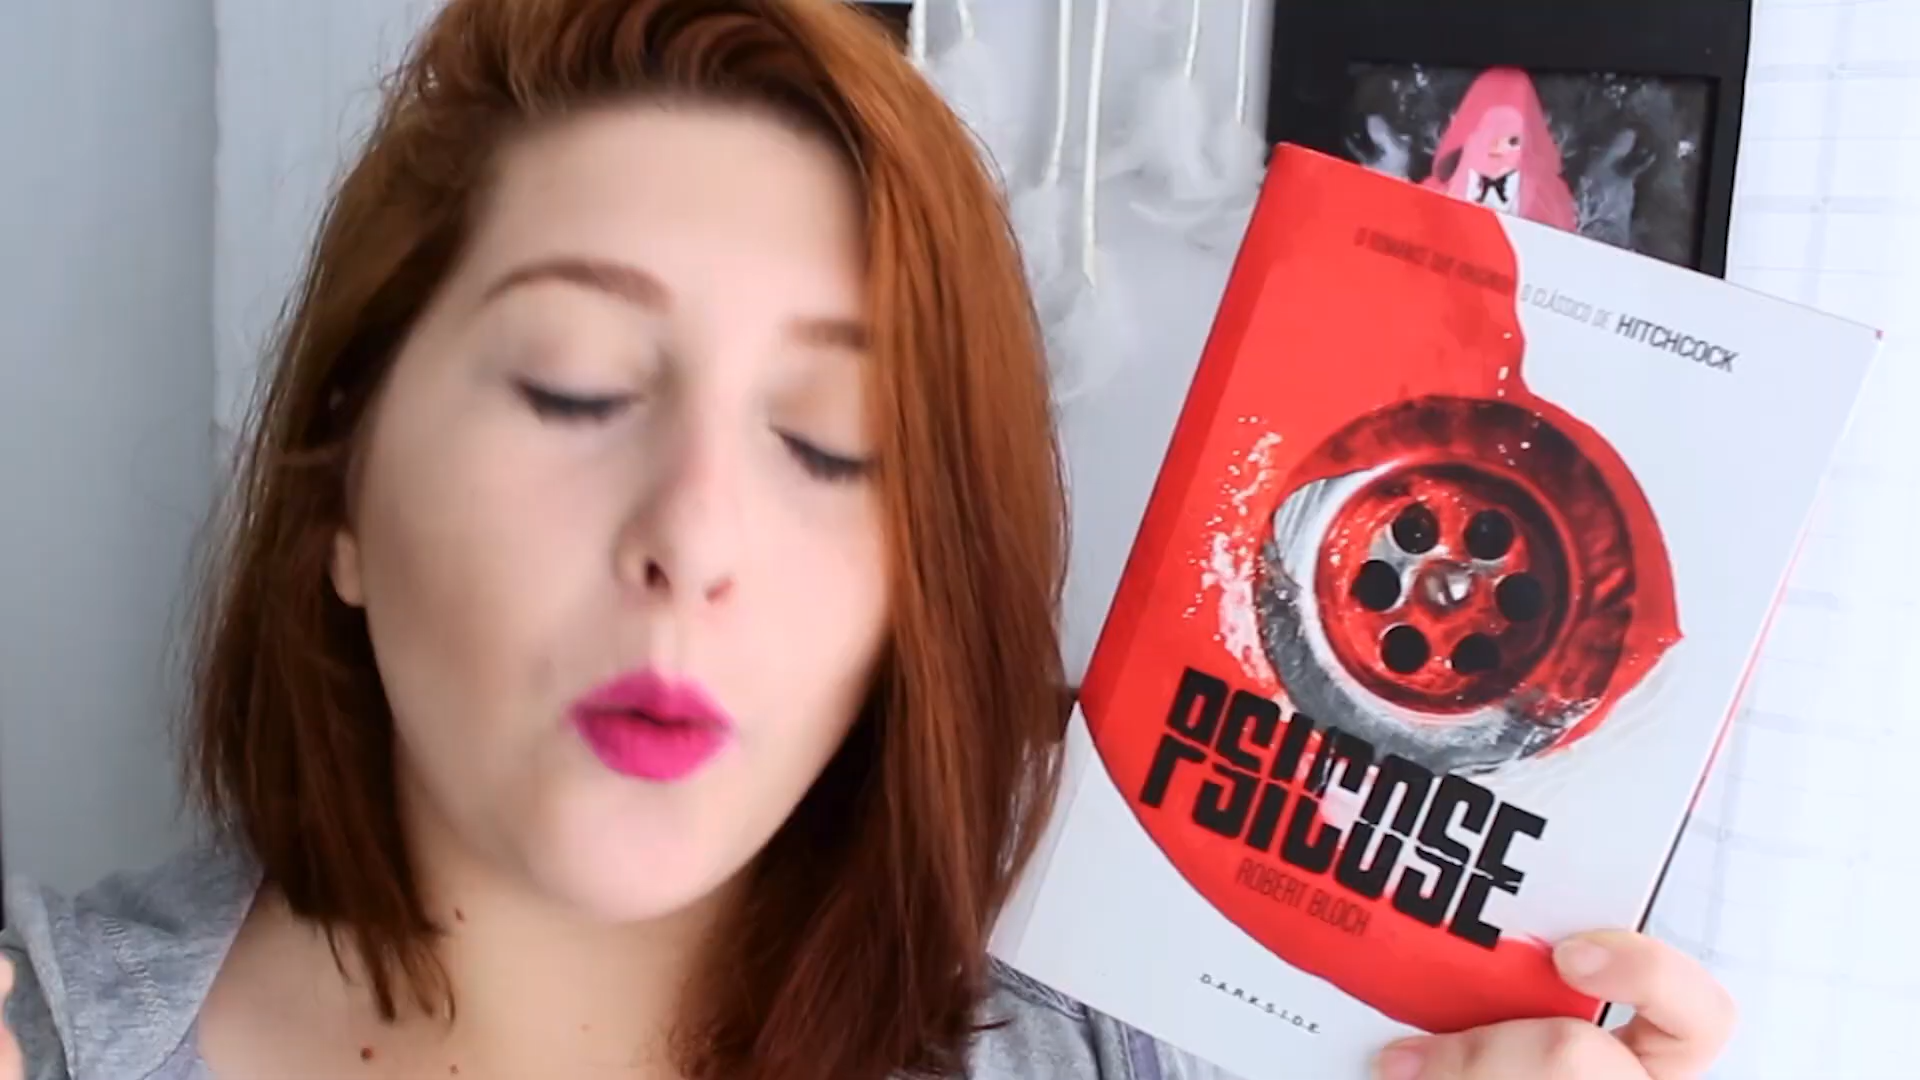 O ROMANCE QUE ORIGINOU O CLÁSSICO DE HITCHCOCK
PSICOSE
ROBERT BLOCH
DARKSIDE